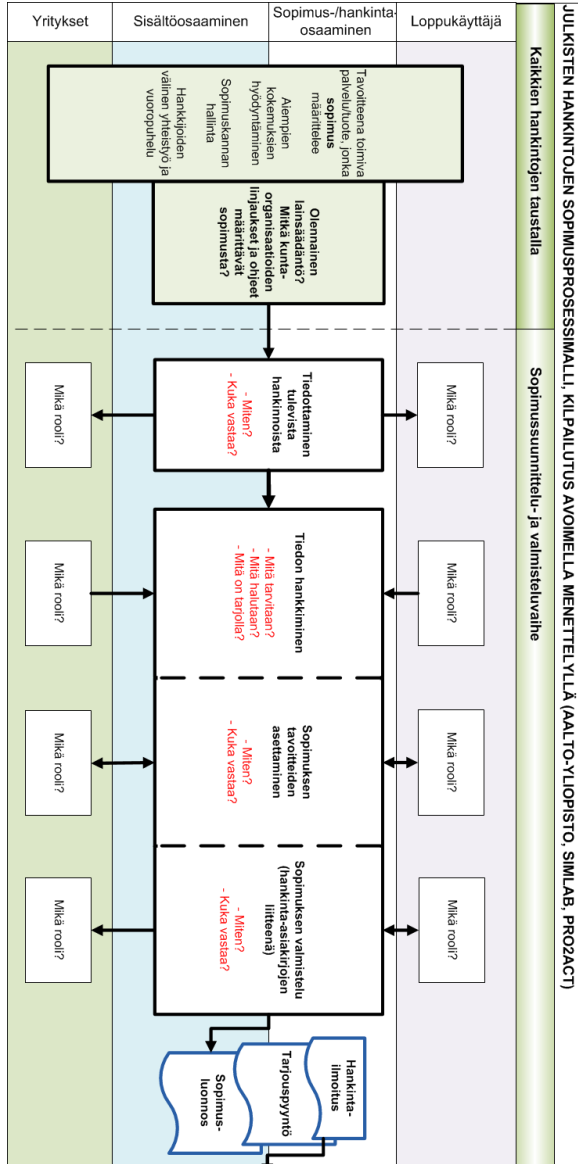 JULKISTEN HANKINTOJEN SOPIMUSPROSESSIMALLI, KILPAILUTUS AVOIMELLA MENETTELYLLÄ (AALTO-YLIOPISTO, SIMLAB, PRO2ACT)
Kaikkien hankintojen taustalla
Sopimussuunnittelu- ja valmisteluvaihe
Loppukäyttäjä
Sopimus-/hankinta-
osaaminen
Sisältöosaaminen
Yritykset
Tavoitteena toimiva
palvelu/tuote, jonka
sopimus
määrittelee
Aiempien
kokemuksien
hyödyntäminen
Sopimuskannan
hallinta
Hankkijoiden
välinen yhteistyö ja
vuoropuhelu
Olennainen
lainsäädäntö?
Mitkä kunta-
organisaatioiden
linjaukset ja ohjeet
määrittävät
sopimusta?
Mikä rooli?
Tiedottaminen
tulevista
hankinnoista
- Miten?
- Kuka vastaa?
Mikä rooli?
Mikä rooli?
Tiedon hankkiminen
- Mitä tarvitaan?
- Mitä halutaan?
- Mitä on tarjolla?
Mikä rooli?
Mikä rooli?
Sopimuksen
tavoitteiden
asettaminen
- Miten?
- Kuka vastaa?
Mikä rooli?
Mikä rooli?
Sopimuksen valmistelu
(hankinta-asiakirjojen
liitteenä)
- Miten?
- Kuka vastaa?
Mikä rooli?
Hankinta-
ilmoitus
Tarjouspyyntö
Sopimus-
luonnos